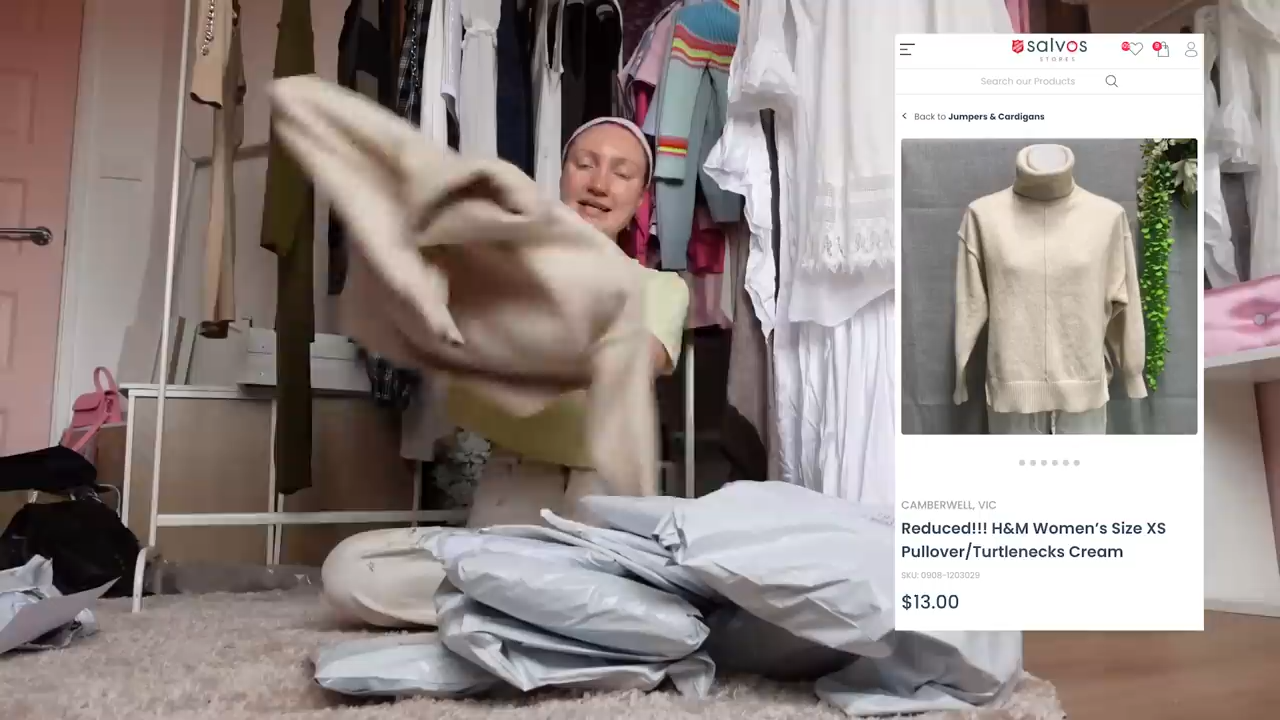 salvos
STORES
Search our Products
Back to Jumpers & Cardigans
CAMBERWELL, VIC
Reduced!!! H&M Women's Size XS
Pullover/Turtlenecks Cream
SKU: 0908-1203029
$13.00